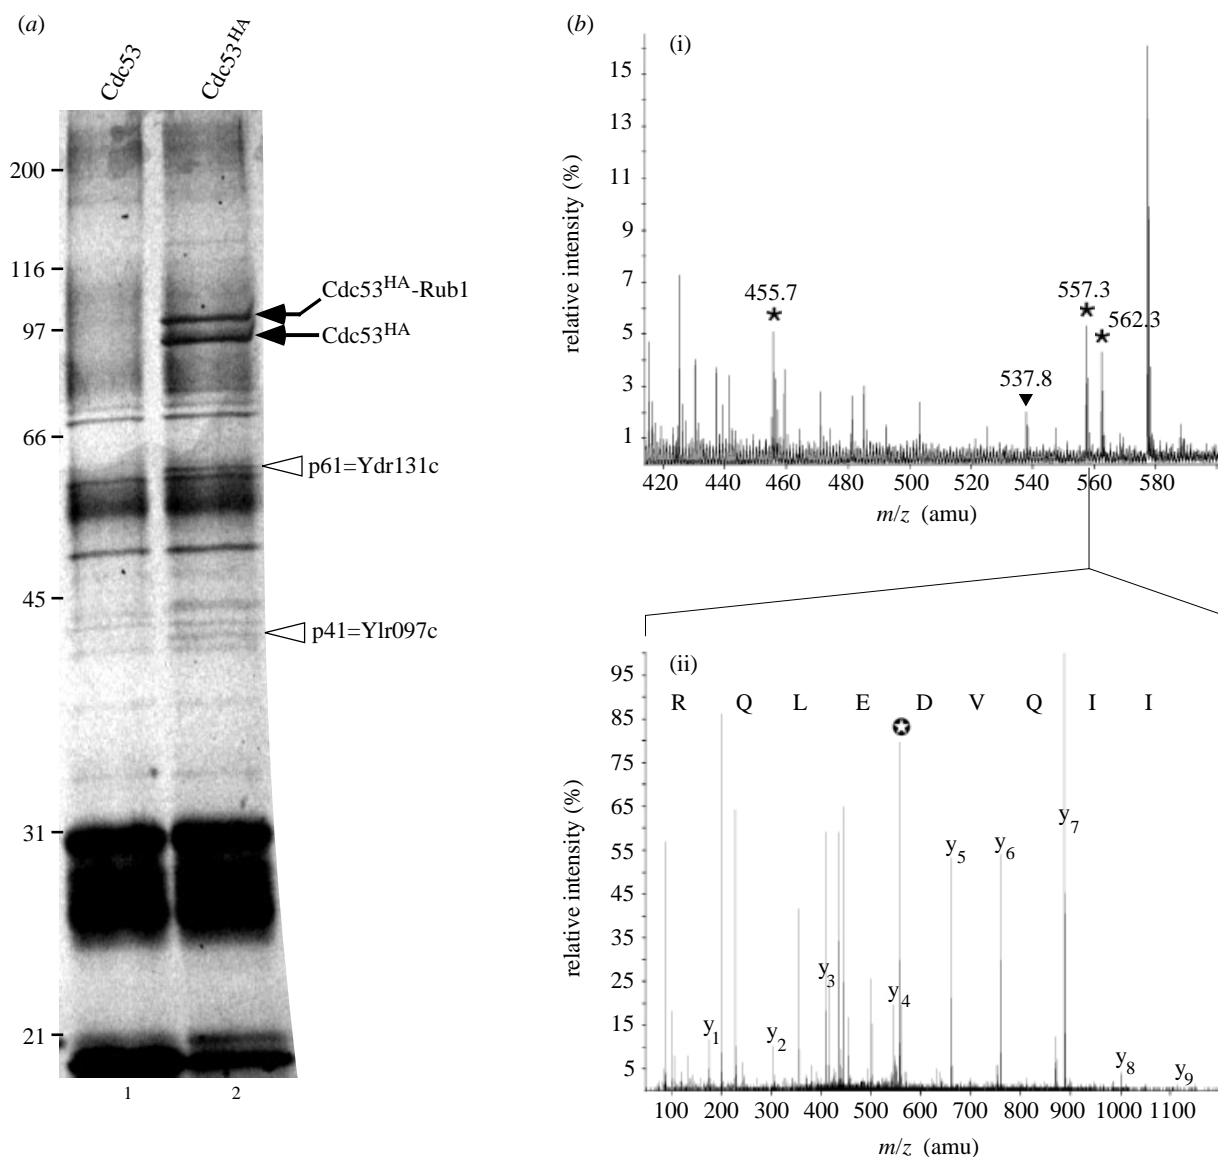 (a)
Cdc53
Cdc53HA
200
116
97
66
45
31
21
Cdc53HA-Rub1
Cdc53HA
p61=Ydr131c
p41=Ylr097c
1 2
(b)
(i)
relative intensity (%)
15
13
11
9
7
5
3
1
455.7
537.8
557.3
562.3
420 440 460 480 500 520 540 560 580
m/z (amu)
(ii)
relative intensity (%)
95
85
75
65
55
45
35
25
15
5
R Q L E D V Q I I
y1
y2
y3
y4
y5
y6
y7
y8
y9
100 200 300 400 500 600 700 800 900 1000 1100
m/z (amu)